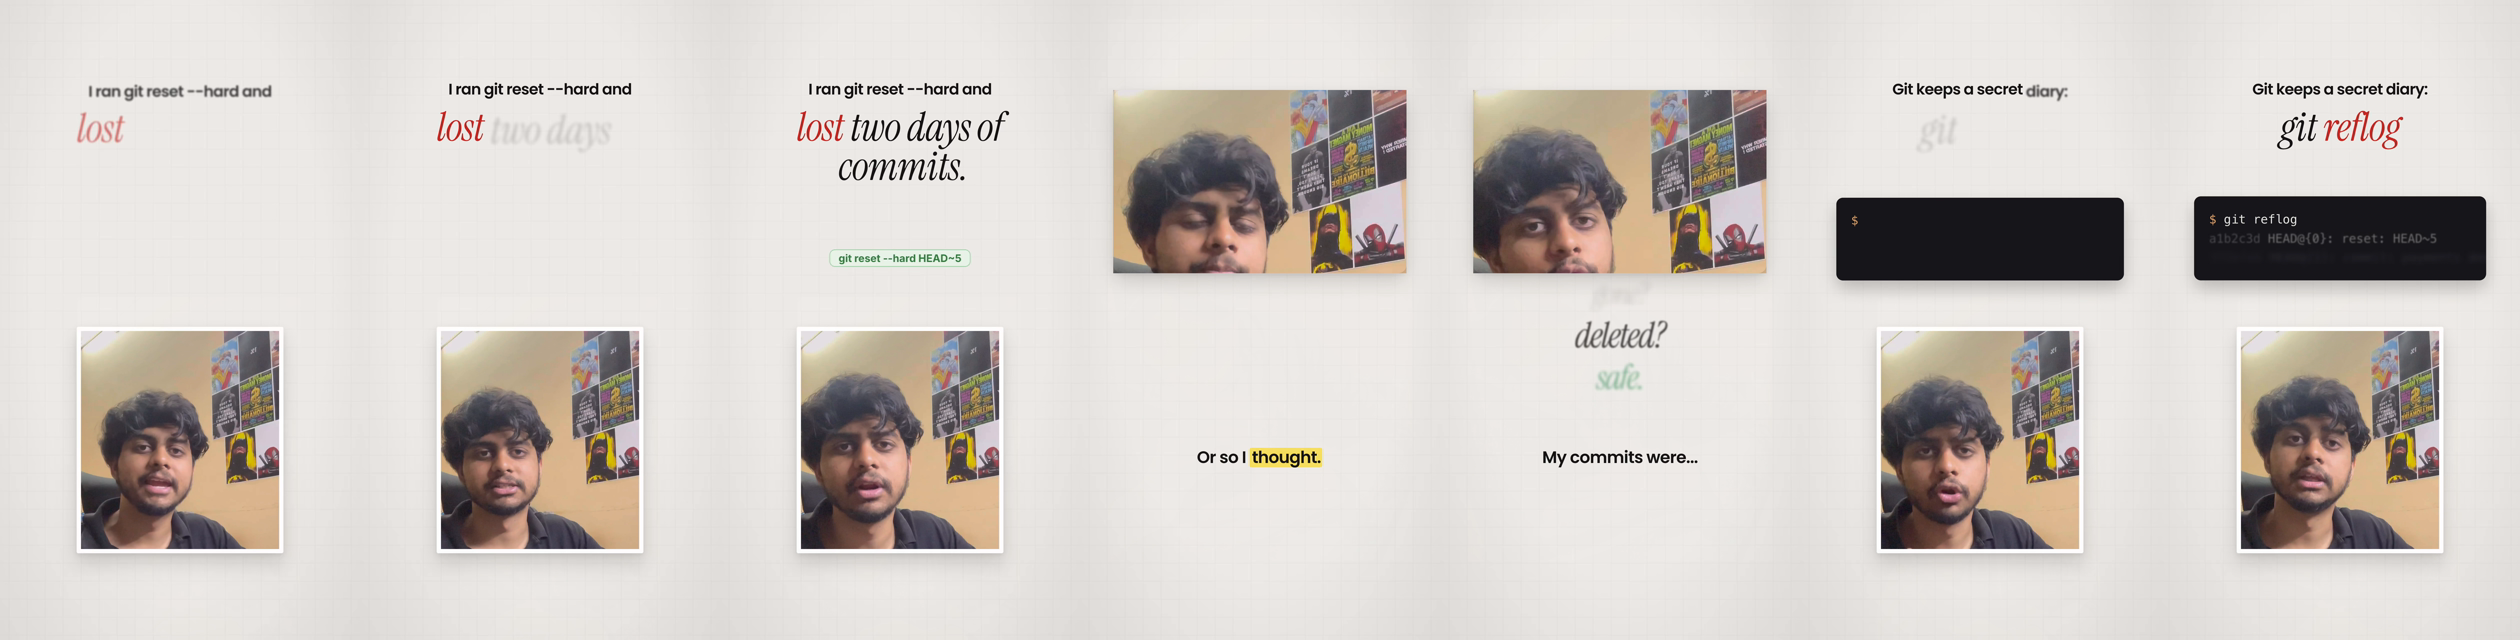 I ran git reset --hard and
lost
I ran git reset --hard and
lost two days
I ran git reset --hard and
lost two days of
commits.
git reset --hard HEAD~5
Or so I thought.
deleted?
safe.
My commits were...
Git keeps a secret diary:
git
$
Git keeps a secret diary:
git reflog
$ git reflog
a1b2c3d HEAD@{0}: reset: HEAD~5